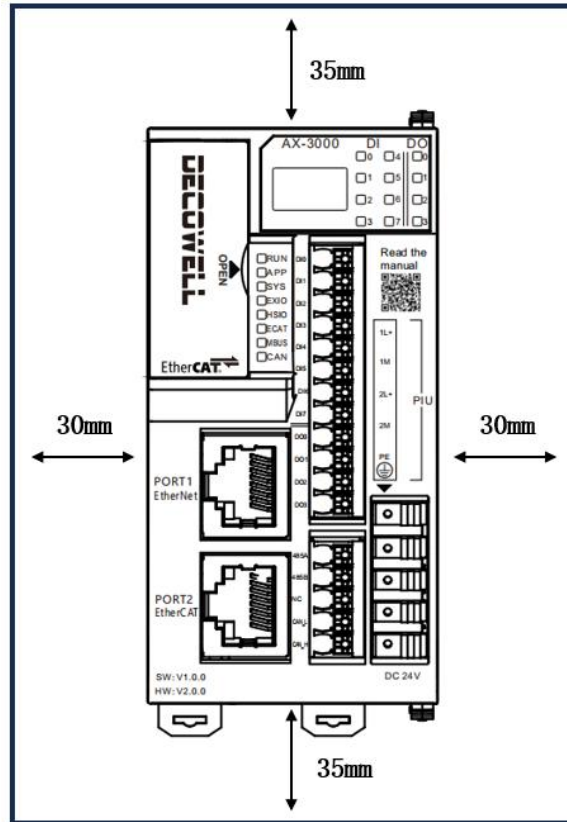 35mm
AX-3000 DI DO
0 4 0
1 5 1
2 6 2
3 7 3
DECOWELL
OPEN
RUN
APP
SYS
EXIO
HSIO
ECAT
MBUS
CAN
EtherCAT
DI0
DI1
DI2
DI3
DI4
DI5
DI6
DI7
DO0
DO1
DO2
DO3
Read the
manual
1L+
1M
2L+
2M
PE
PIU
30mm
30mm
PORT1
EtherNet
PORT2
EtherCAT
485A
485B
NC
SW: V1.0.0
HW: V2.0.0
DC 24V
35mm